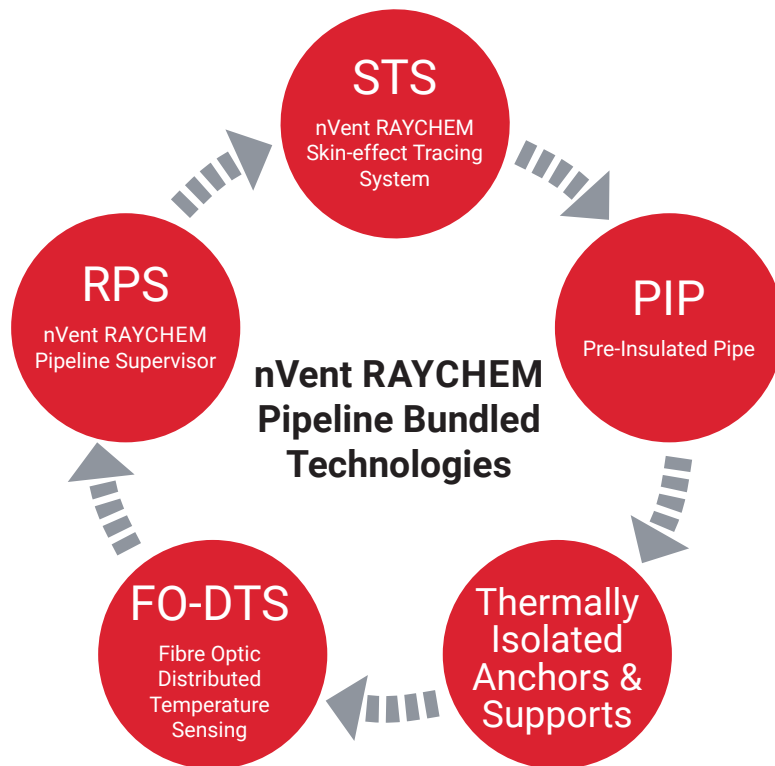 STS
nVent RAYCHEM
Skin-effect Tracing
System
PIP
Pre-Insulated Pipe
Thermally
Isolated
Anchors &
Supports
FO-DTS
Fibre Optic
Distributed
Temperature
Sensing
RPS
nVent RAYCHEM
Pipeline Supervisor
nVent RAYCHEM
Pipeline Bundled
Technologies